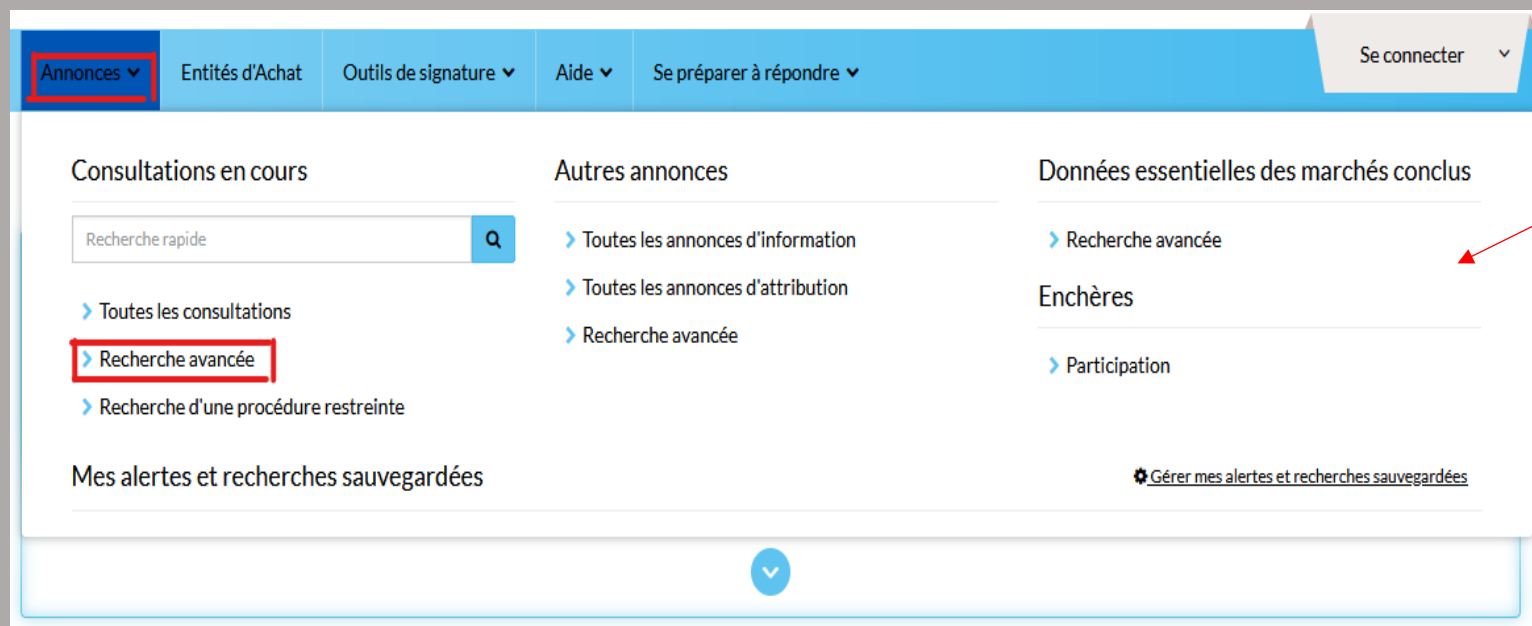 Annonces
Entités d'Achat
Outils de signature
Aide
Se préparer à répondre
Se connecter
Consultations en cours
Recherche rapide
Toutes les consultations
Recherche avancée
Recherche d'une procédure restreinte
Autres annonces
Toutes les annonces d'information
Toutes les annonces d'attribution
Recherche avancée
Données essentielles des marchés conclus
Recherche avancée
Enchères
Participation
Mes alertes et recherches sauvegardées
Gérer mes alertes et recherches sauvegardées